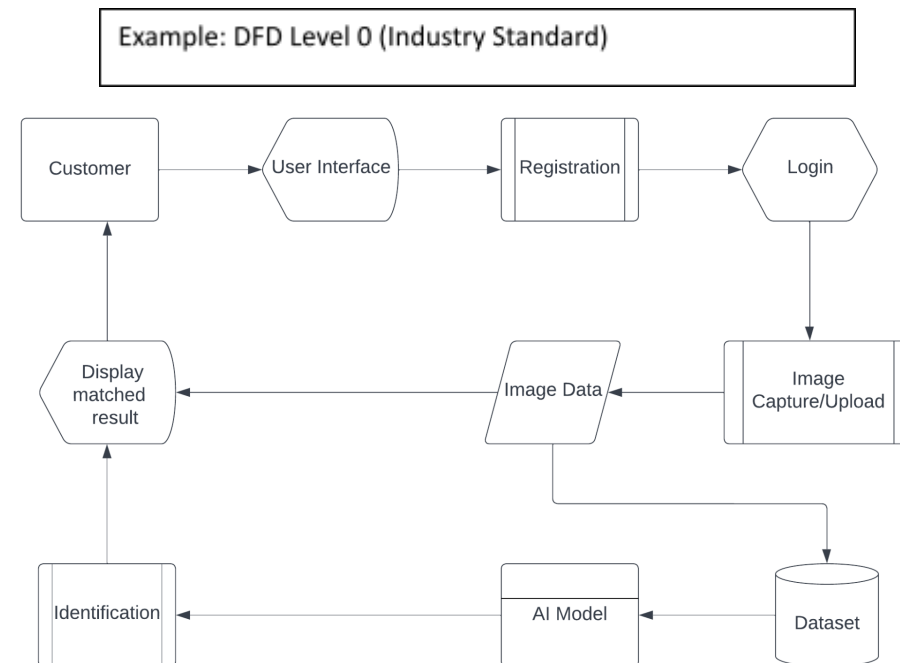 Example: DFD Level 0 (Industry Standard)
Customer
User Interface
Registration
Login
Display
matched
result
Image Data
Image
Capture/Upload
Identification
AI Model
Dataset